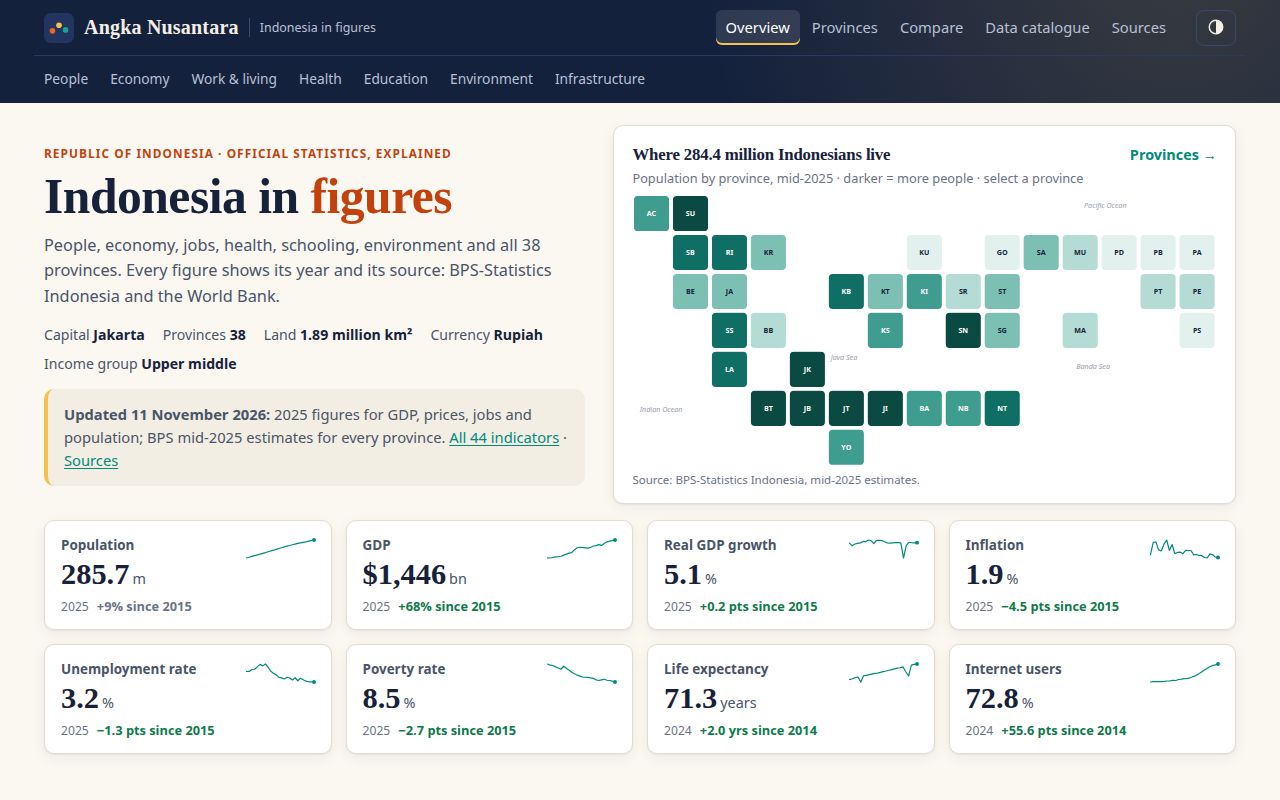 Angka Nusantara
Indonesia in figures
Overview
Provinces
Compare
Data catalogue
Sources
People
Economy
Work & living
Health
Education
Environment
Infrastructure
REPUBLIC OF INDONESIA · OFFICIAL STATISTICS, EXPLAINED
Indonesia in figures
People, economy, jobs, health, schooling, environment and all 38
provinces. Every figure shows its year and its source: BPS-Statistics
Indonesia and the World Bank.
Capital Jakarta Provinces 38 Land 1.89 million km² Currency Rupiah
Income group Upper middle
Updated 11 November 2026: 2025 figures for GDP, prices, jobs and
population; BPS mid-2025 estimates for every province. All 44 indicators ·
Sources
Where 284.4 million Indonesians live
Provinces →
Population by province, mid-2025 · darker = more people · select a province
AC SU
Pacific Ocean
SB RI KR KU GO SA MU PD PB PA
BE JA KB KT KI SR ST PT PE
SS BB KS SN SG MA PS
LA JK
Java Sea
Banda Sea
Indian Ocean
BT JB JT JI BA NB NT
YO
Source: BPS-Statistics Indonesia, mid-2025 estimates.
Population
285.7 m
2025 +9% since 2015
GDP
$1,446 bn
2025 +68% since 2015
Real GDP growth
5.1 %
2025 +0.2 pts since 2015
Inflation
1.9 %
2025 −4.5 pts since 2015
Unemployment rate
3.2 %
2025 −1.3 pts since 2015
Poverty rate
8.5 %
2025 −2.7 pts since 2015
Life expectancy
71.3 years
2024 +2.0 yrs since 2014
Internet users
72.8 %
2024 +55.6 pts since 2014